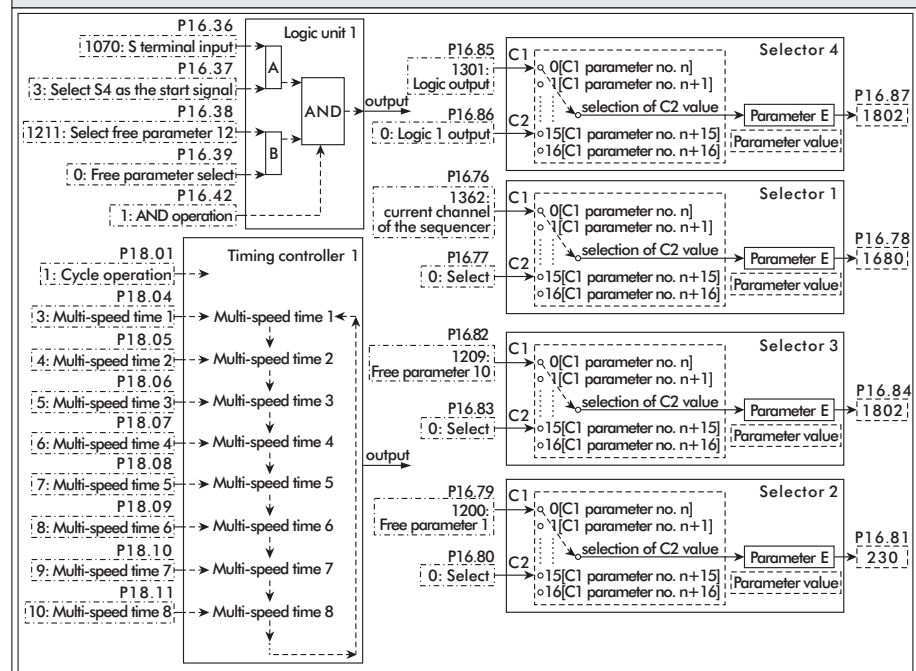 P16.36
1070: S terminal input
P16.37
3: Select S4 as the start signal
P16.38
1211: Select free parameter 12
P16.39
0: Free parameter select
P16.42
1: AND operation
Logic unit 1
A
B
AND
output
P18.01
1: Cycle operation
P18.04
3: Multi-speed time 1
P18.05
4: Multi-speed time 2
P18.06
5: Multi-speed time 3
P18.07
6: Multi-speed time 4
P18.08
7: Multi-speed time 5
P18.09
8: Multi-speed time 6
P18.10
9: Multi-speed time 7
P18.11
10: Multi-speed time 8
Timing controller 1
Multi-speed time 1
Multi-speed time 2
Multi-speed time 3
Multi-speed time 4
Multi-speed time 5
Multi-speed time 6
Multi-speed time 7
Multi-speed time 8
output
P16.85
1301:
Logic output
P16.86
0: Logic 1 output
C1
C2
Selector 4
0[C1 parameter no. n]
1[C1 parameter no. n+1]
selection of C2 value
15[C1 parameter no. n+15]
16[C1 parameter no. n+16]
Parameter E
Parameter value
P16.87
1802
P16.76
1362:
current channel
of the sequencer
P16.77
0: Select
C1
C2
Selector 1
0[C1 parameter no. n]
1[C1 parameter no. n+1]
selection of C2 value
15[C1 parameter no. n+15]
16[C1 parameter no. n+16]
Parameter E
Parameter value
P16.78
1680
P16.82
1209:
Free parameter 10
P16.83
0: Select
C1
C2
Selector 3
0[C1 parameter no. n]
1[C1 parameter no. n+1]
selection of C2 value
15[C1 parameter no. n+15]
16[C1 parameter no. n+16]
Parameter E
Parameter value
P16.84
1802
P16.79
1200:
Free parameter 1
P16.80
0: Select
C1
C2
Selector 2
0[C1 parameter no. n]
1[C1 parameter no. n+1]
selection of C2 value
15[C1 parameter no. n+15]
16[C1 parameter no. n+16]
Parameter E
Parameter value
P16.81
230